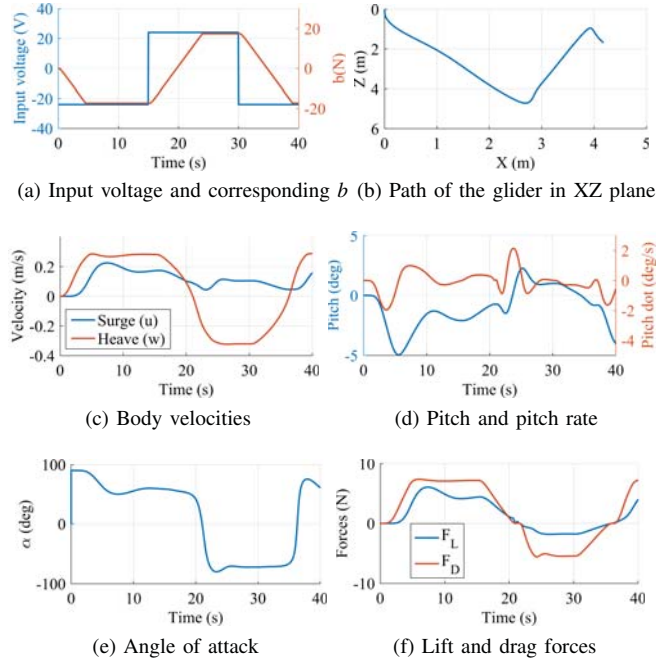 40
20
0
-20
-40
Input voltage (V)
20
0
-20
b(N)
0 10 20 30 40
Time (s)
0
2
4
6
Z (m)
0 1 2 3 4 5
X (m)
(a) Input voltage and corresponding b (b) Path of the glider in XZ plane
0.2
0
-0.2
-0.4
Velocity (m/s)
Surge (u)
Heave (w)
0 10 20 30 40
Time (s)
5
0
-5
Pitch (deg)
2
0
-2
-4
Pitch dot (deg/s)
0 10 20 30 40
Time (s)
(c) Body velocities
(d) Pitch and pitch rate
100
0
-100
α (deg)
0 10 20 30 40
Time (s)
10
0
-10
Forces (N)
F_L
F_D
0 10 20 30 40
Time (s)
(e) Angle of attack
(f) Lift and drag forces